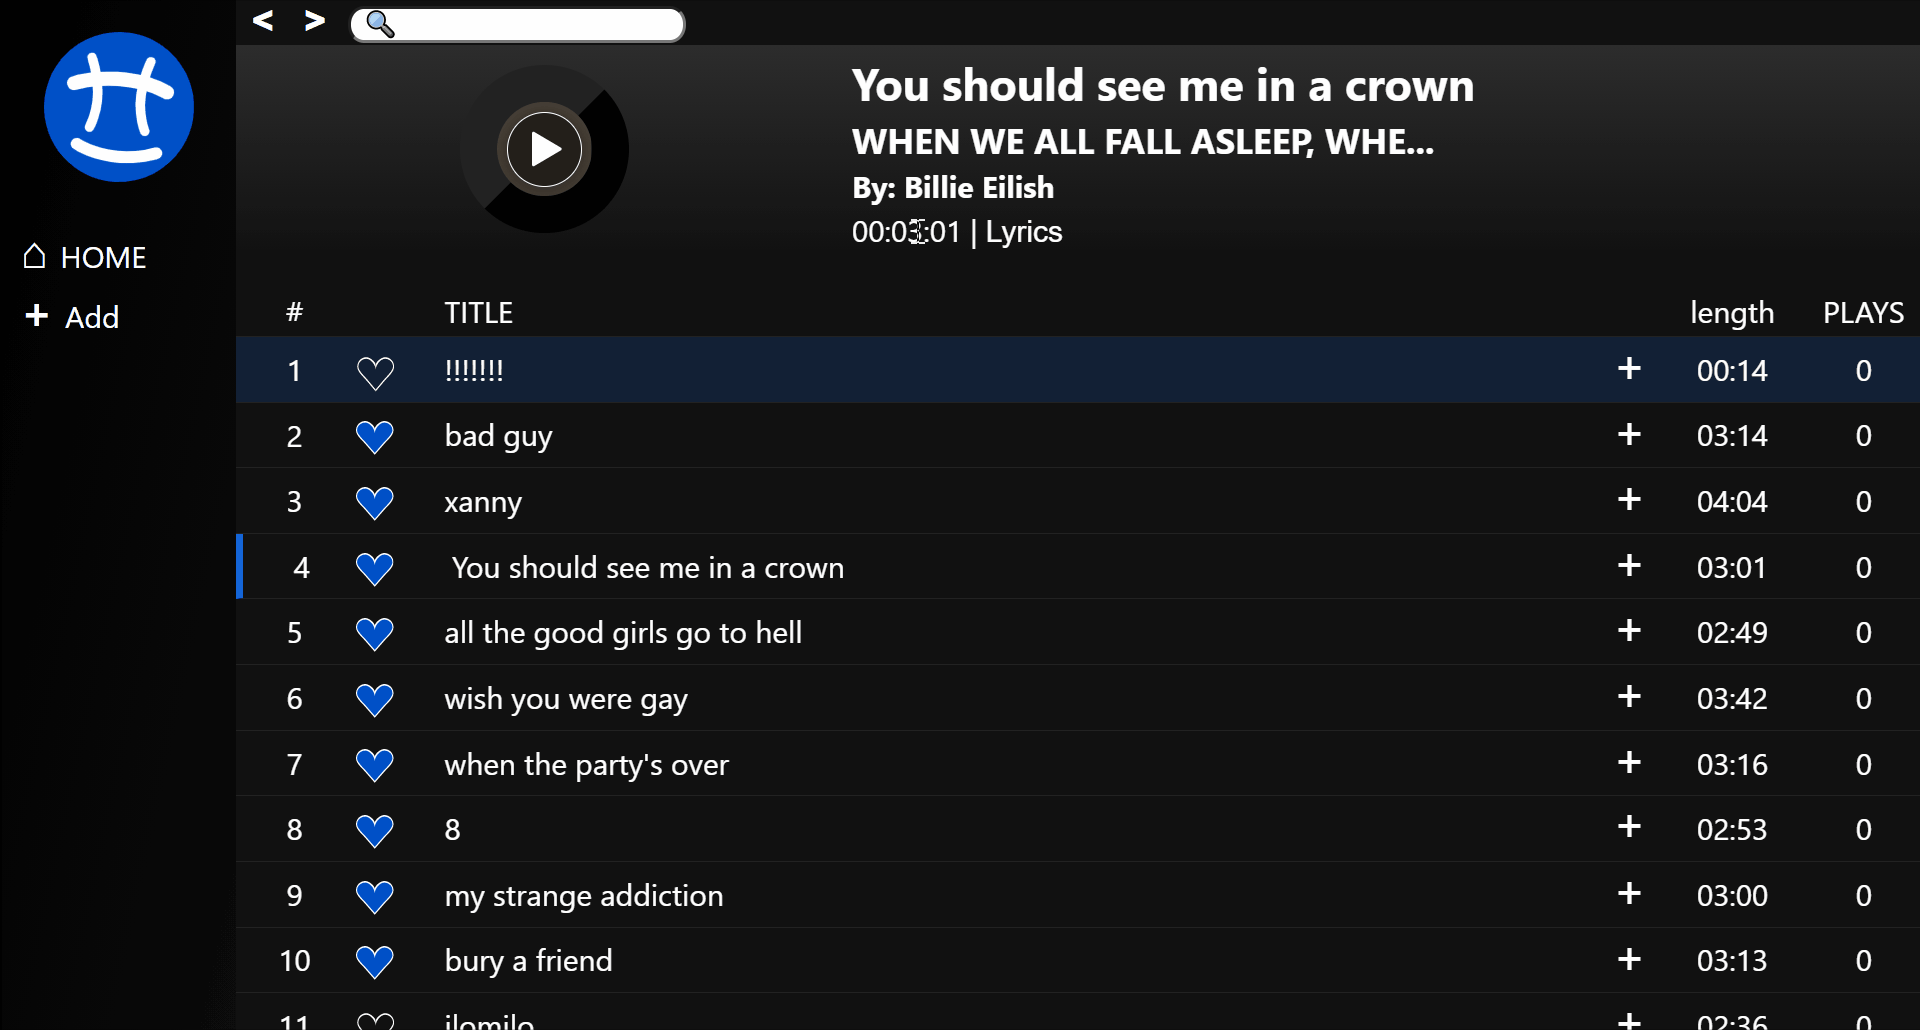 < >
You should see me in a crown
WHEN WE ALL FALL ASLEEP, WHE...
By: Billie Eilish
00:03:01 | Lyrics
HOME
+ Add
# TITLE length PLAYS
1 !!!!!!! + 00:14 0
2 bad guy + 03:14 0
3 xanny + 04:04 0
4 You should see me in a crown + 03:01 0
5 all the good girls go to hell + 02:49 0
6 wish you were gay + 03:42 0
7 when the party's over + 03:16 0
8 8 + 02:53 0
9 my strange addiction + 03:00 0
10 bury a friend + 03:13 0
11 ilomilo + 02:36 0